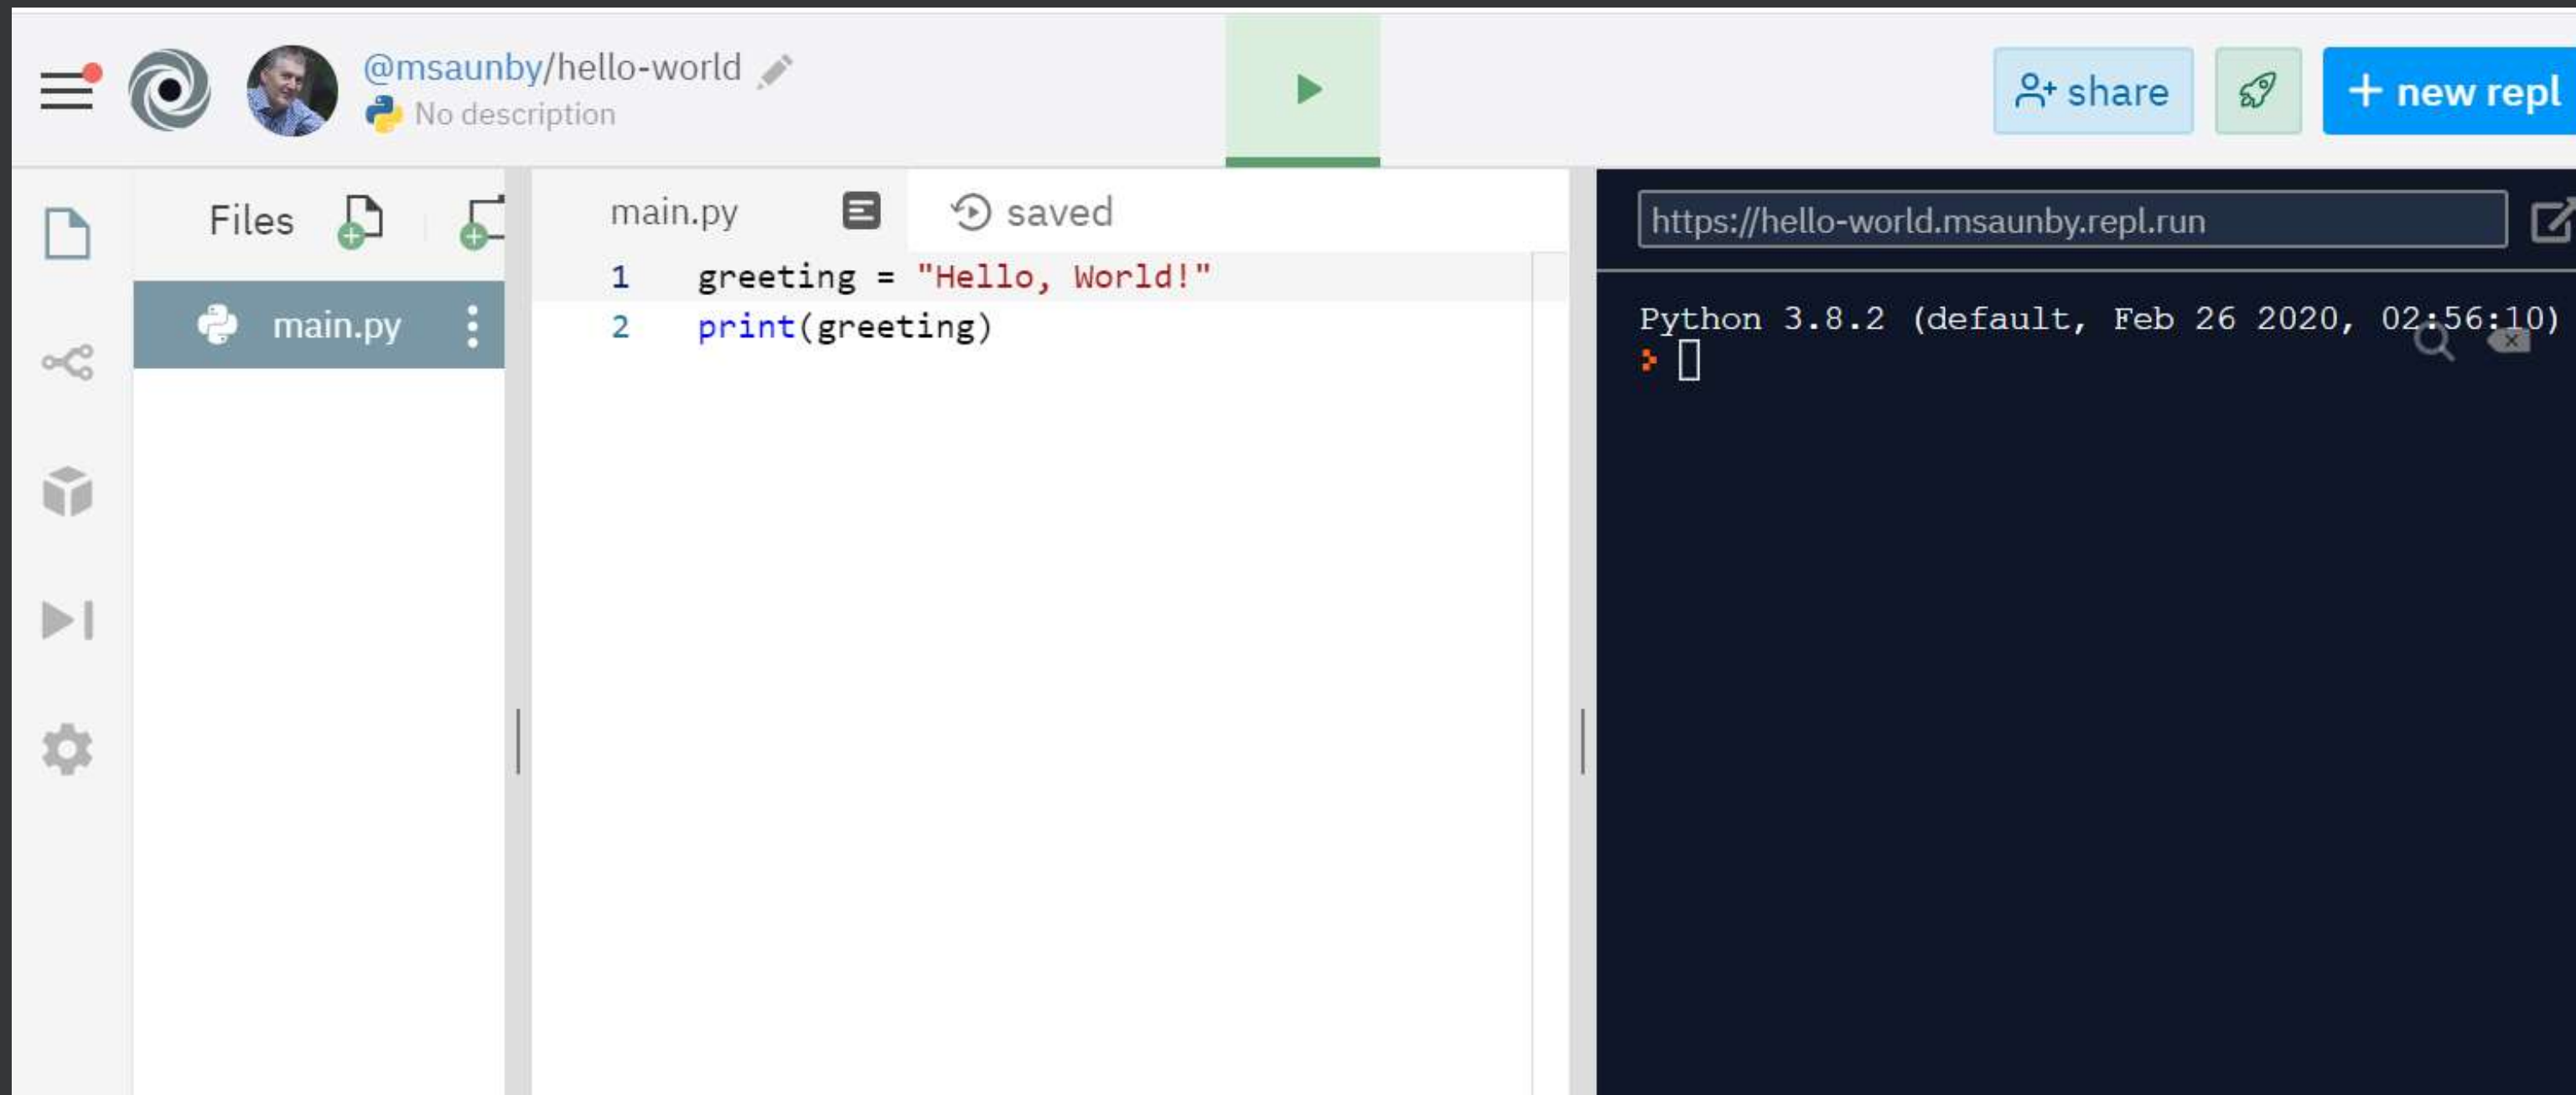 @msaunby/hello-world
No description
share
+ new repl
Files
main.py
main.py
saved
1 greeting = "Hello, World!"
2 print(greeting)
https://hello-world.msaunby.repl.run
Python 3.8.2 (default, Feb 26 2020, 02:56:10)